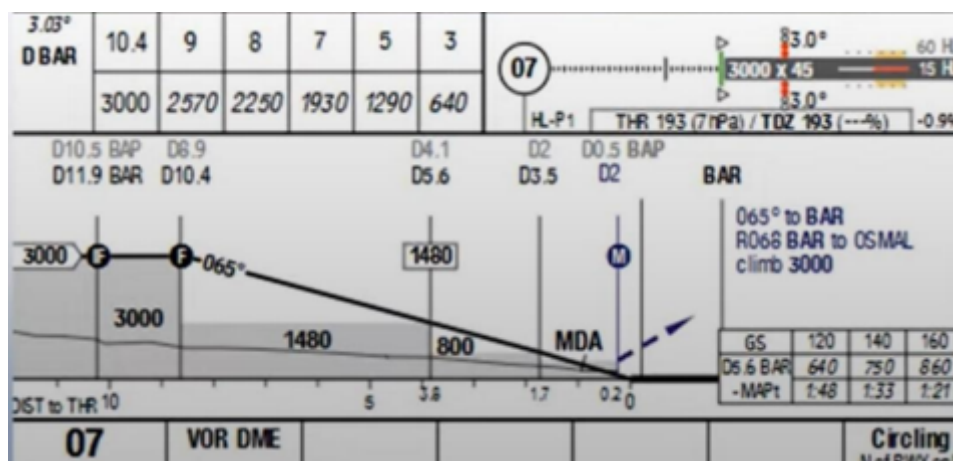 3.03°
D BAR 10.4 9 8 7 5 3
3000 2570 2250 1930 1290 640
07
3.0°
3000 x 45
3.0°
60 H
15 H
HL-P1 THR 193 (7 hPa) / TDZ 193 (---%) -0.9%
D10.5 BAP D8.9 D4.1 D2 D0.5 BAP
D11.9 BAR D10.4 D5.6 D3.5 D2 BAR
065° to BAR
R068 BAR to OSMAL
climb 3000
3000 F F 065° 1480 M
3000
1480 800 MDA
GS 120 140 160
D5.6 BAR 640 750 860
-MAPt 1:48 1:33 1:21
DIST to THR 10 5 3.8 1.7 0.2 0
07 VOR DME Circling